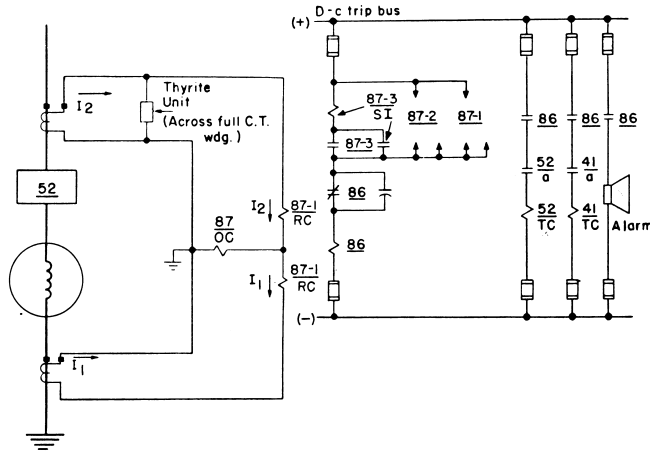 D-c trip bus
(+)
I2
Thyrite
Unit
(Across full C.T.
wdg.)
87-3
SI
87-2
87-1
87-3
86
86
86
86
52
I2
87-1
RC
87
OC
86
52
a
41
a
52
TC
41
TC
Alarm
86
I1
87-1
RC
(-)
I1